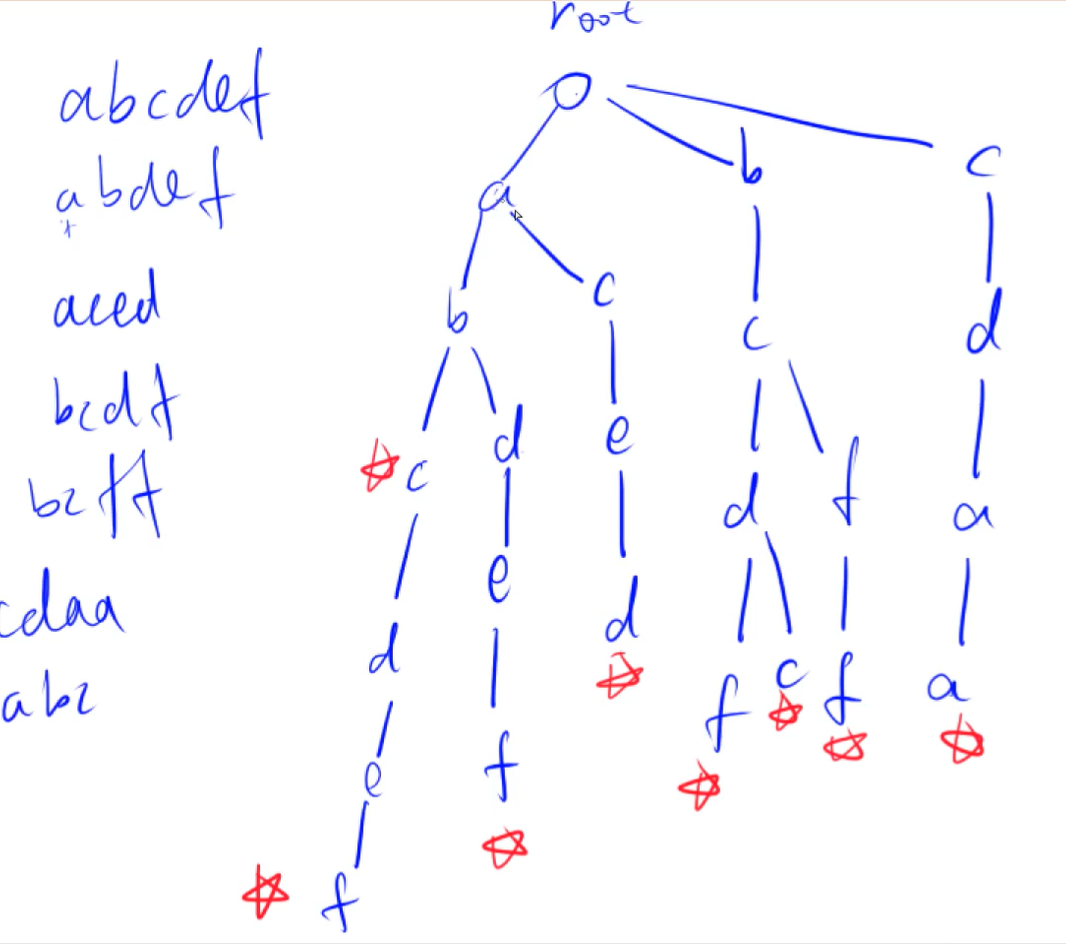 root
abcdef
abdef
aced
bcdf
bcff
cdaa
abc
a b c
b c c d
c d e d f a
d e d f c f a
e f
f